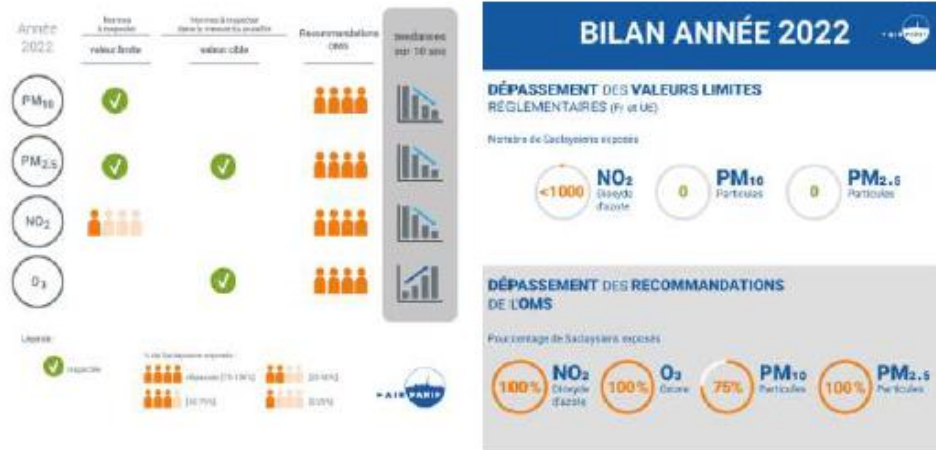 Année
2022
Normes
à respecter
valeur limite
Normes à respecter
dans la mesure du possible
valeur cible
Recommandations
OMS
tendances
sur 10 ans
PM10
PM2.5
NO2
O3
Légende
respectée
% de Saclaysiens exposés
AIRPARIF
BILAN ANNÉE 2022
AIRPARIF
DÉPASSEMENT DES VALEURS LIMITES
RÉGLEMENTAIRES (Fr et UE)
Nombre de Saclaysiens exposés
<1000
NO2
Dioxyde
d'azote
0
PM10
Particules
0
PM2.5
Particules
DÉPASSEMENT DES RECOMMANDATIONS
DE L'OMS
Pourcentage de Saclaysiens exposés
100%
NO2
Dioxyde
d'azote
100%
O3
Ozone
75%
PM10
Particules
100%
PM2.5
Particules